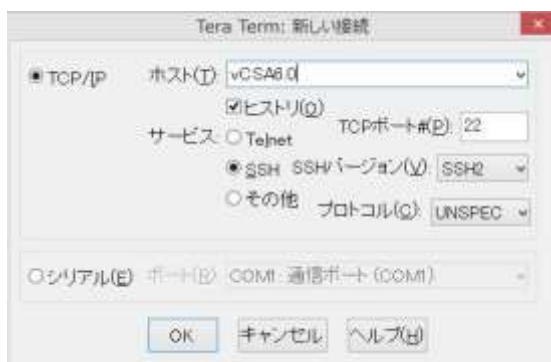 Tera Term: 新しい接続
TCP/IP
ホスト(T): vCSA6.0
ヒストリ(O)
サービス: Telnet
TCPポート#(P): 22
SSH SSHバージョン(V): SSH2
その他
プロトコル(C): UNSPEC
シリアル(E) ポート(R): COM1: 通信ポート (COM1)
OK キャンセル ヘルプ(H)